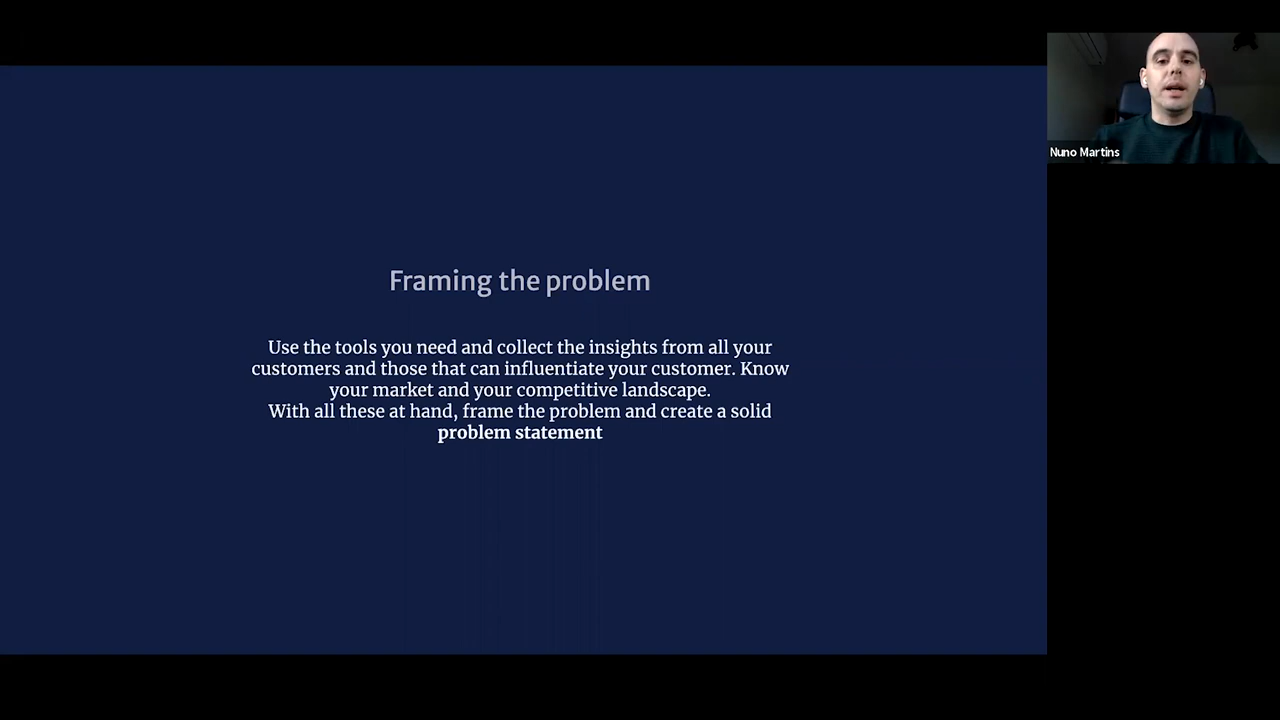 Framing the problem
Use the tools you need and collect the insights from all your
customers and those that can influentiate your customer. Know
your market and your competitive landscape.
With all these at hand, frame the problem and create a solid
problem statement
Nuno Martins